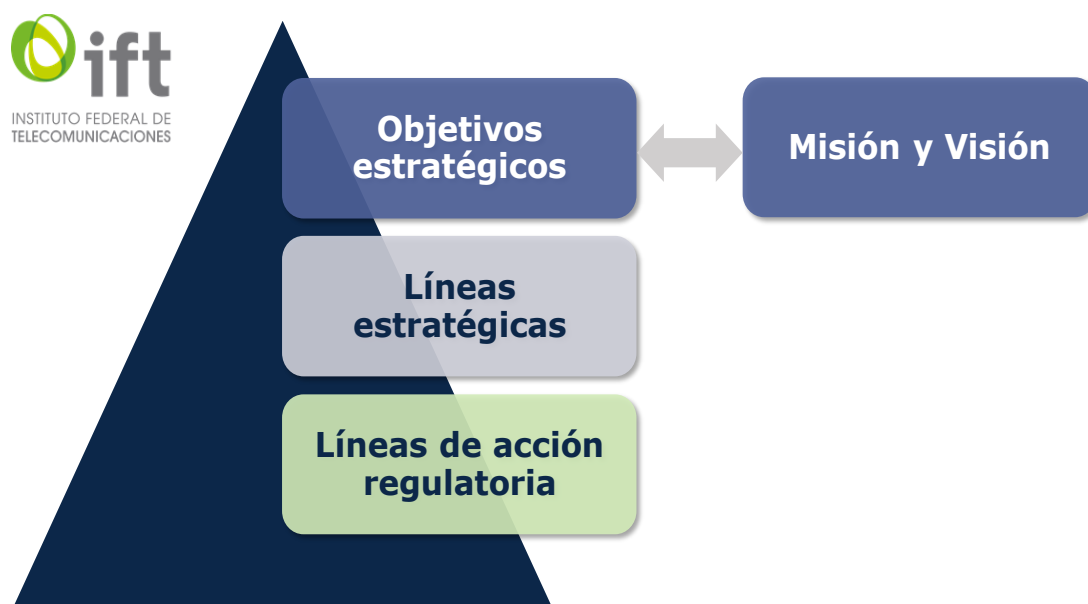 ift
INSTITUTO FEDERAL DE
TELECOMUNICACIONES
Objetivos
estratégicos
Misión y Visión
Líneas
estratégicas
Líneas de acción
regulatoria